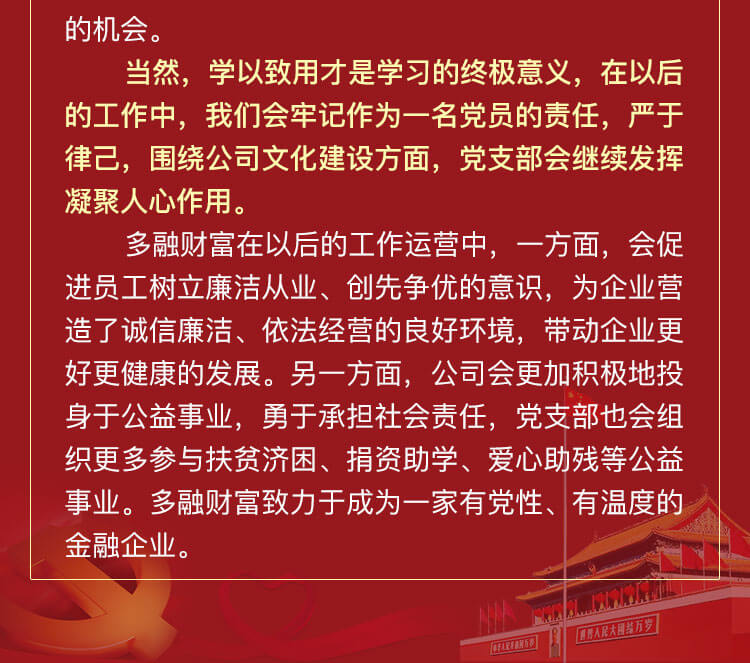 的机会。
当然，学以致用才是学习的终极意义，在以后
的工作中，我们会牢记作为一名党员的责任，严于
律己，围绕公司文化建设方面，党支部会继续发挥
凝聚人心作用。
多融财富在以后的工作运营中，一方面，会促
进员工树立廉洁从业、创先争优的意识，为企业营
造了诚信廉洁、依法经营的良好环境，带动企业更
好更健康的发展。另一方面，公司会更加积极地投
身于公益事业，勇于承担社会责任，党支部也会组
织更多参与扶贫济困、捐资助学、爱心助残等公益
事业。多融财富致力于成为一家有党性、有温度的
金融企业。
中华人民共和国万岁
世界人民大团结万岁